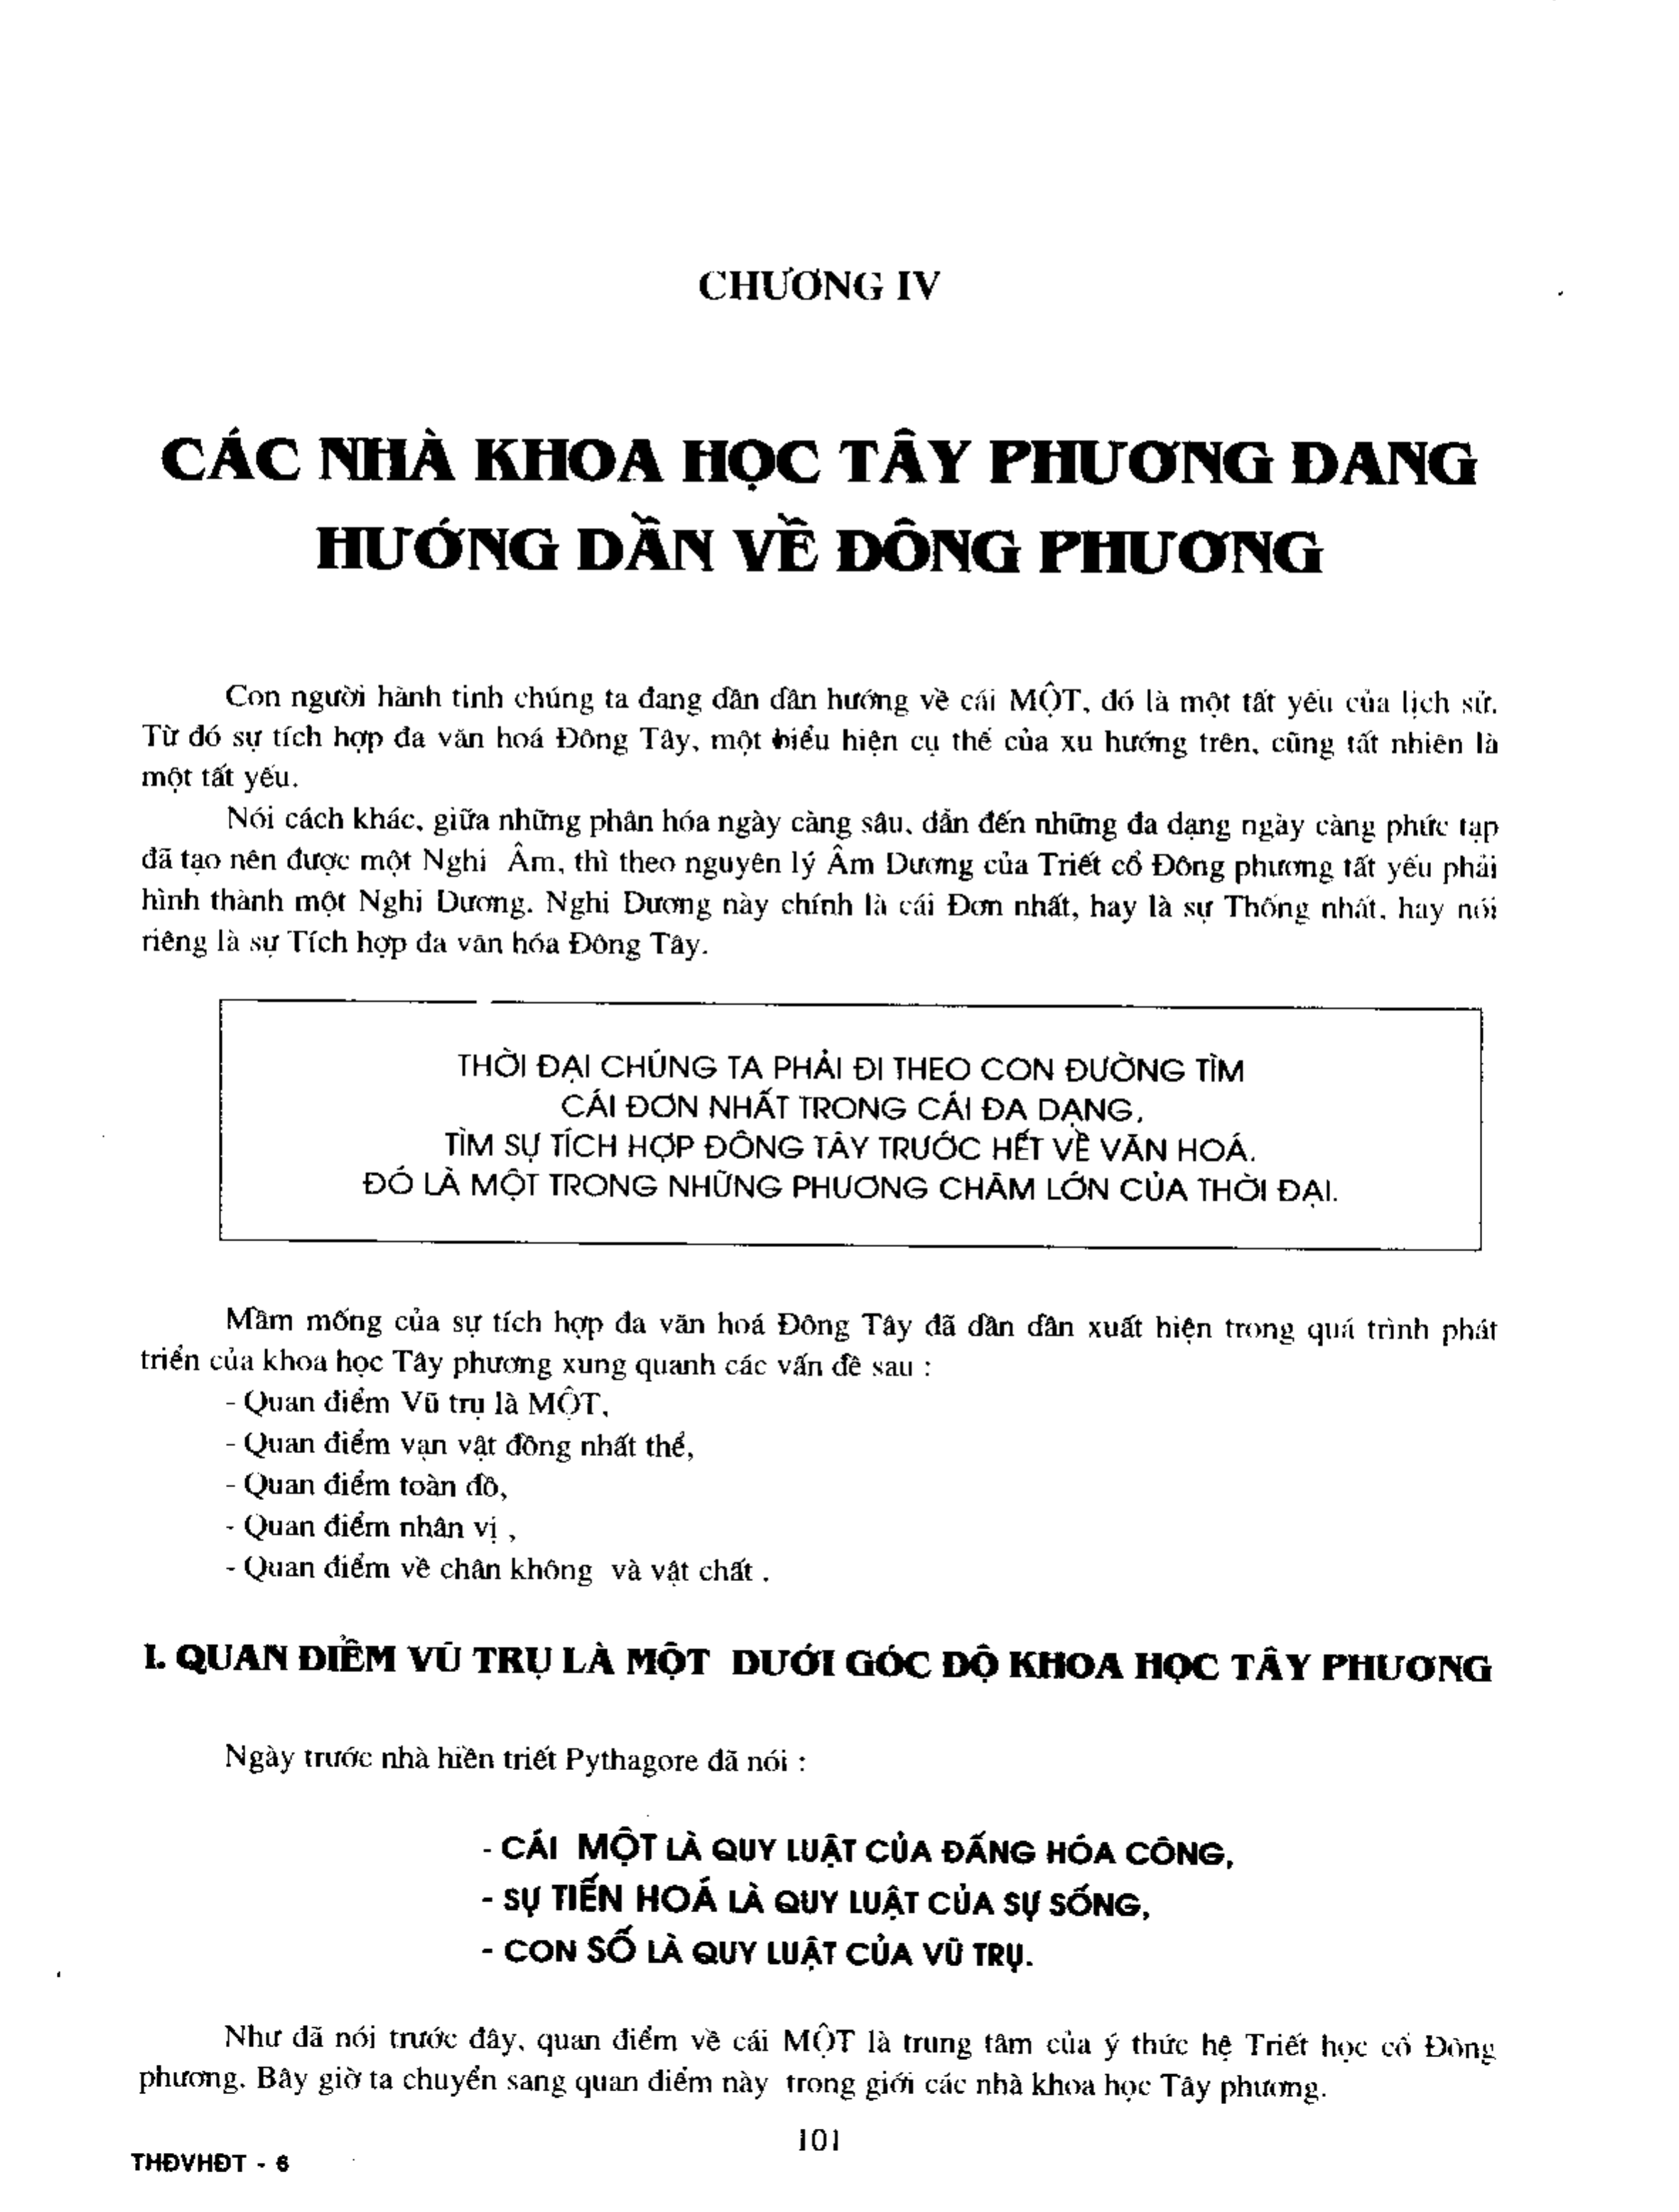 CHƯƠNG IV
CÁC NHÀ KHOA HỌC TÂY PHƯƠNG ĐANG
HƯỚNG DẦN VỀ ĐÔNG PHƯƠNG
Con người hành tinh chúng ta đang dần dần hướng về cái MỘT, đó là một tất yếu của lịch sử.
Từ đó sự tích hợp đa văn hoá Đông Tây, một biểu hiện cụ thể của xu hướng trên, cũng tất nhiên là
một tất yếu.
Nói cách khác, giữa những phân hóa ngày càng sâu, dẫn đến những đa dạng ngày càng phức tạp
đã tạo nên được một Nghi Âm, thì theo nguyên lý Âm Dương của Triết cổ Đông phương tất yếu phải
hình thành một Nghi Dương. Nghi Dương này chính là cái Đơn nhất, hay là sự Thống nhất, hay nói
riêng là sự Tích hợp đa văn hóa Đông Tây.
THỜI ĐẠI CHÚNG TA PHẢI ĐI THEO CON ĐƯỜNG TÌM
CÁI ĐƠN NHẤT TRONG CÁI ĐA DẠNG,
TÌM SỰ TÍCH HỢP ĐÔNG TÂY TRƯỚC HẾT VỀ VĂN HOÁ.
ĐÓ LÀ MỘT TRONG NHỮNG PHƯƠNG CHÂM LỚN CỦA THỜI ĐẠI.
Mầm mống của sự tích hợp đa văn hoá Đông Tây đã dần dần xuất hiện trong quá trình phát
triển của khoa học Tây phương xung quanh các vấn đề sau :
- Quan điểm Vũ trụ là MỘT,
- Quan điểm vạn vật đồng nhất thể,
- Quan điểm toàn đồ,
- Quan điểm nhân vị ,
- Quan điểm về chân không và vật chất .
I. QUAN ĐIỂM VŨ TRỤ LÀ MỘT DƯỚI GÓC ĐỘ KHOA HỌC TÂY PHƯƠNG
Ngày trước nhà hiền triết Pythagore đã nói :
- CÁI MỘT LÀ QUY LUẬT CỦA ĐẤNG HÓA CÔNG,
- SỰ TIẾN HOÁ LÀ QUY LUẬT CỦA SỰ SỐNG,
- CON SỐ LÀ QUY LUẬT CỦA VŨ TRỤ.
Như đã nói trước đây, quan điểm về cái MỘT là trung tâm của ý thức hệ Triết học cổ Đông
phương. Bây giờ ta chuyển sang quan điểm này trong giới các nhà khoa học Tây phương.
101
THĐVHĐT - 6